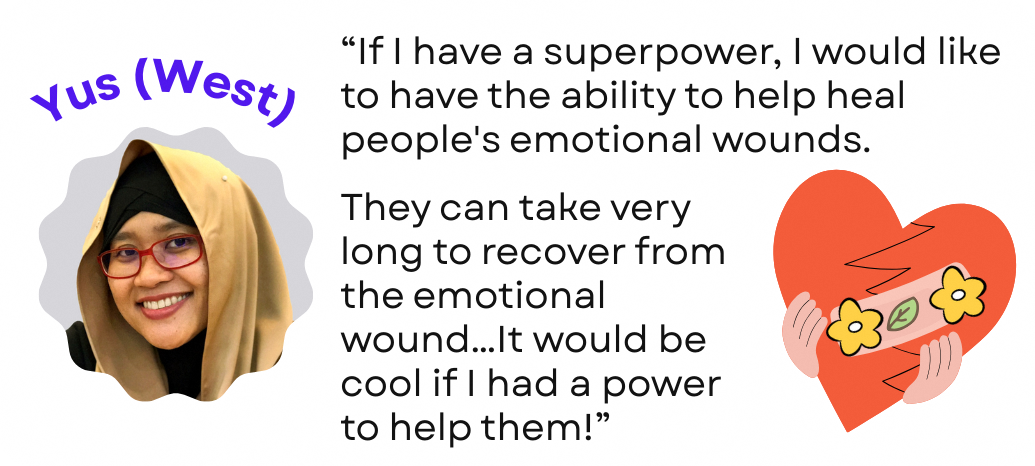 Yus (West)
“If I have a superpower, I would like
to have the ability to help heal
people's emotional wounds.
They can take very
long to recover from
the emotional
wound...It would be
cool if I had a power
to help them!”